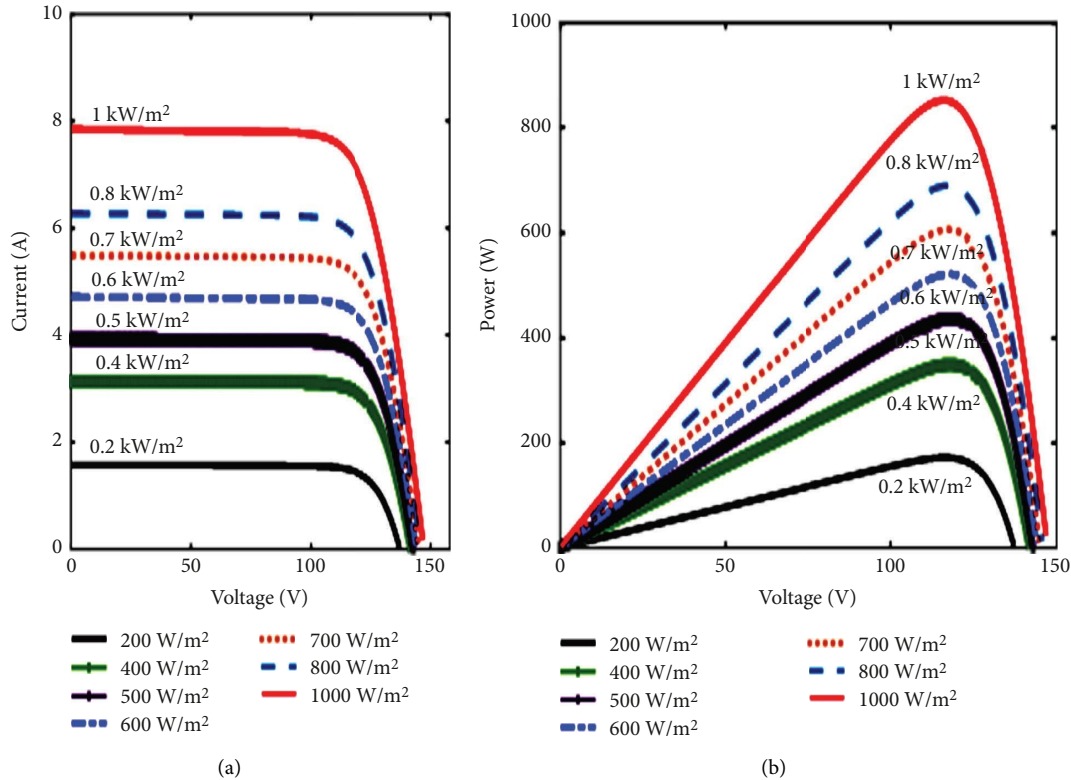 10
8
6
4
2
0
Current (A)
1 kW/m²
0.8 kW/m²
0.7 kW/m²
0.6 kW/m²
0.5 kW/m²
0.4 kW/m²
0.2 kW/m²
0
50
100
150
Voltage (V)
200 W/m²
400 W/m²
500 W/m²
600 W/m²
700 W/m²
800 W/m²
1000 W/m²
(a)
1000
800
600
400
200
0
Power (W)
1 kW/m²
0.8 kW/m²
0.7 kW/m²
0.6 kW/m²
0.5 kW/m²
0.4 kW/m²
0.2 kW/m²
0
50
100
150
Voltage (V)
200 W/m²
400 W/m²
500 W/m²
600 W/m²
700 W/m²
800 W/m²
1000 W/m²
(b)